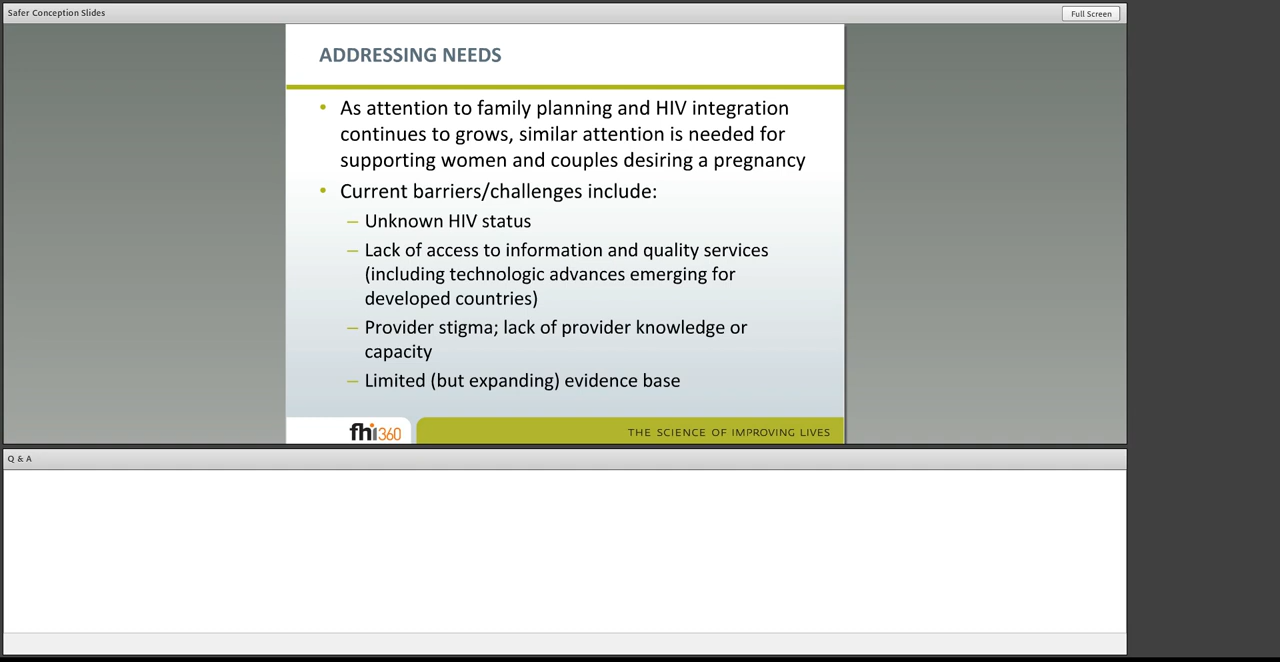 Safer Conception Slides
Full Screen
ADDRESSING NEEDS
• As attention to family planning and HIV integration
continues to grows, similar attention is needed for
supporting women and couples desiring a pregnancy
• Current barriers/challenges include:
– Unknown HIV status
– Lack of access to information and quality services
(including technologic advances emerging for
developed countries)
– Provider stigma; lack of provider knowledge or
capacity
– Limited (but expanding) evidence base
fhi360
THE SCIENCE OF IMPROVING LIVES
Q & A